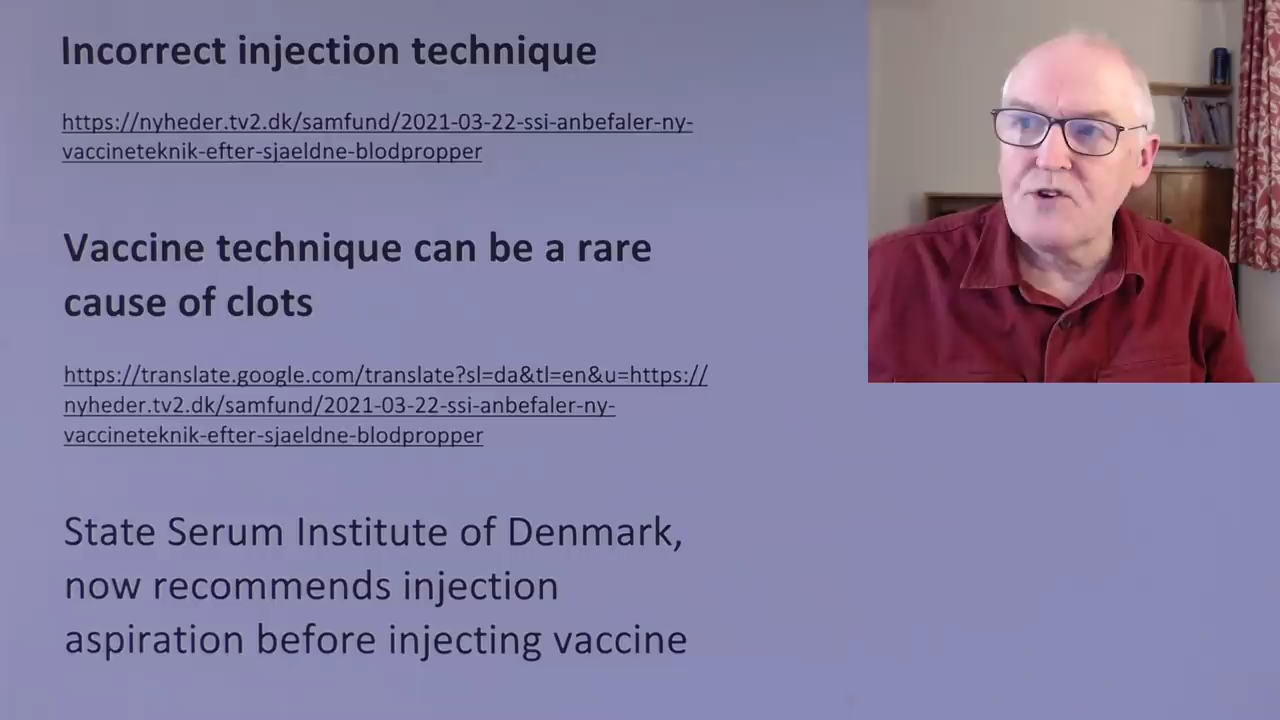 Incorrect injection technique
https://nyheder.tv2.dk/samfund/2021-03-22-ssi-anbefaler-ny-
vaccineteknik-efter-sjaeldne-blodpropper
Vaccine technique can be a rare
cause of clots
https://translate.google.com/translate?sl=da&tl=en&u=https://
nyheder.tv2.dk/samfund/2021-03-22-ssi-anbefaler-ny-
vaccineteknik-efter-sjaeldne-blodpropper
State Serum Institute of Denmark,
now recommends injection
aspiration before injecting vaccine